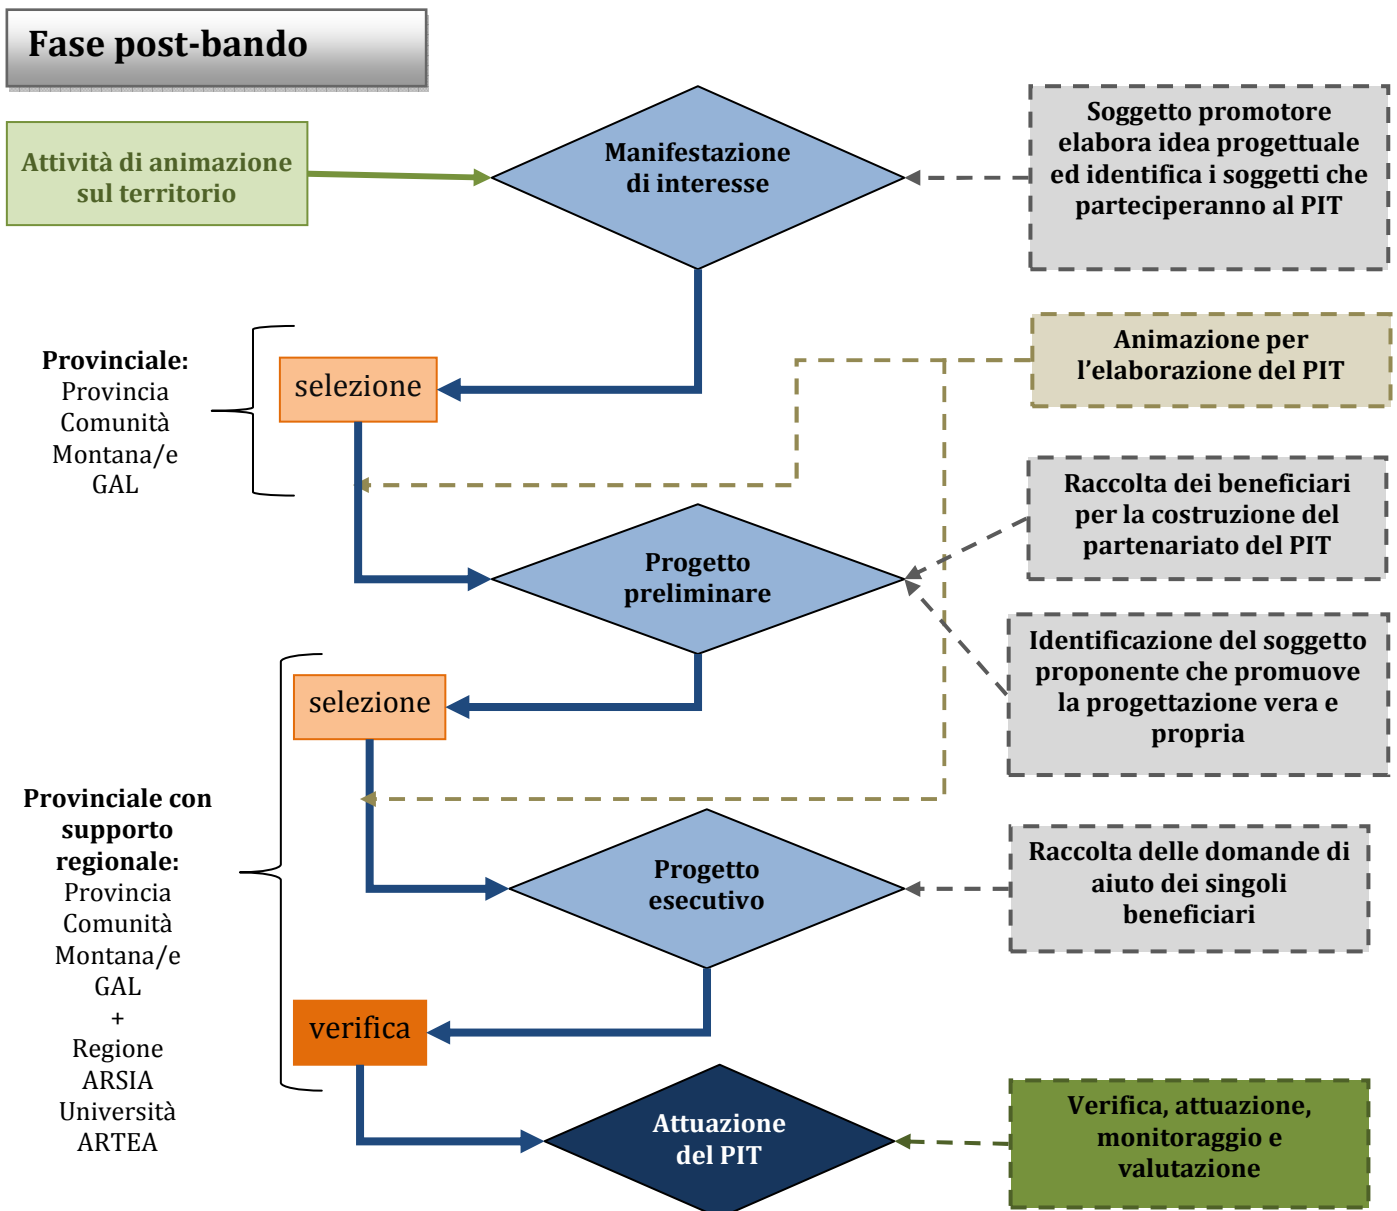 Fase post-bando
Attività di animazione
sul territorio
Manifestazione
di interesse
Soggetto promotore
elabora idea progettuale
ed identifica i soggetti che
parteciperanno al PIT
Provinciale:
Provincia
Comunità
Montana/e
GAL
selezione
Animazione per
l'elaborazione del PIT
Raccolta dei beneficiari
per la costruzione del
partenariato del PIT
Progetto
preliminare
Identificazione del soggetto
proponente che promuove
la progettazione vera e
propria
selezione
Provinciale con
supporto
regionale:
Provincia
Comunità
Montana/e
GAL
+
Regione
ARSIA
Università
ARTEA
Progetto
esecutivo
Raccolta delle domande di
aiuto dei singoli
beneficiari
verifica
Attuazione
del PIT
Verifica, attuazione,
monitoraggio e
valutazione